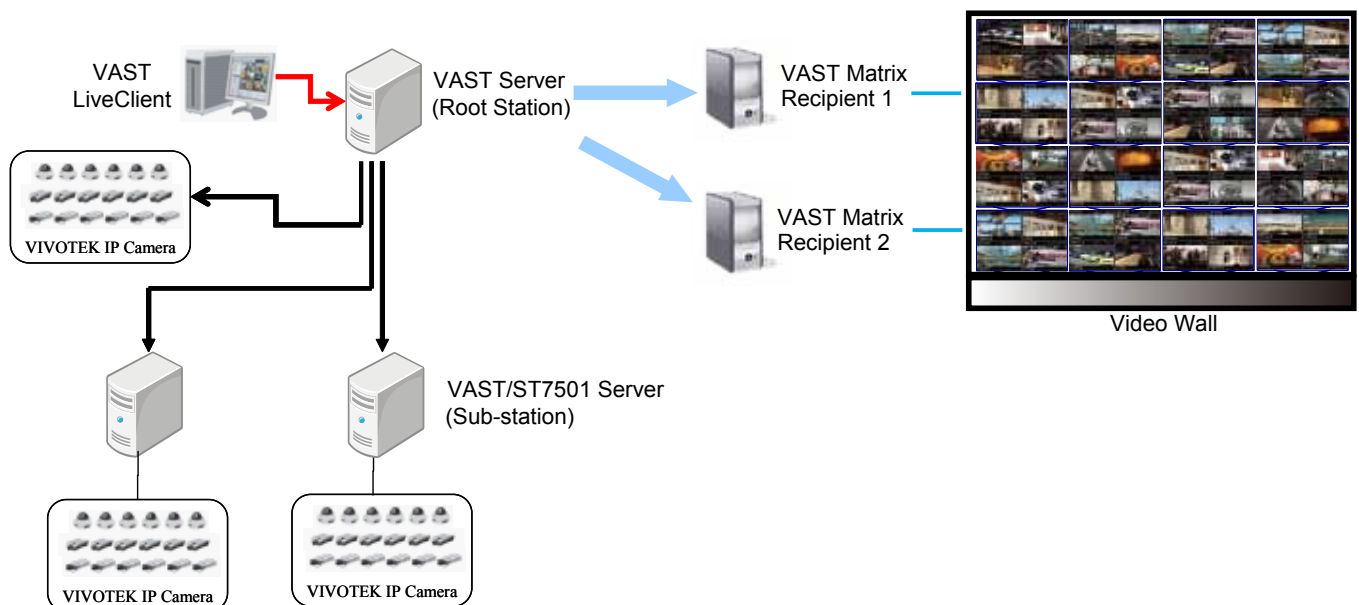 VAST
LiveClient
VAST Server
(Root Station)
VAST Matrix
Recipient 1
VAST Matrix
Recipient 2
VIVOTEK IP Camera
Video Wall
VAST/ST7501 Server
(Sub-station)
VIVOTEK IP Camera
VIVOTEK IP Camera